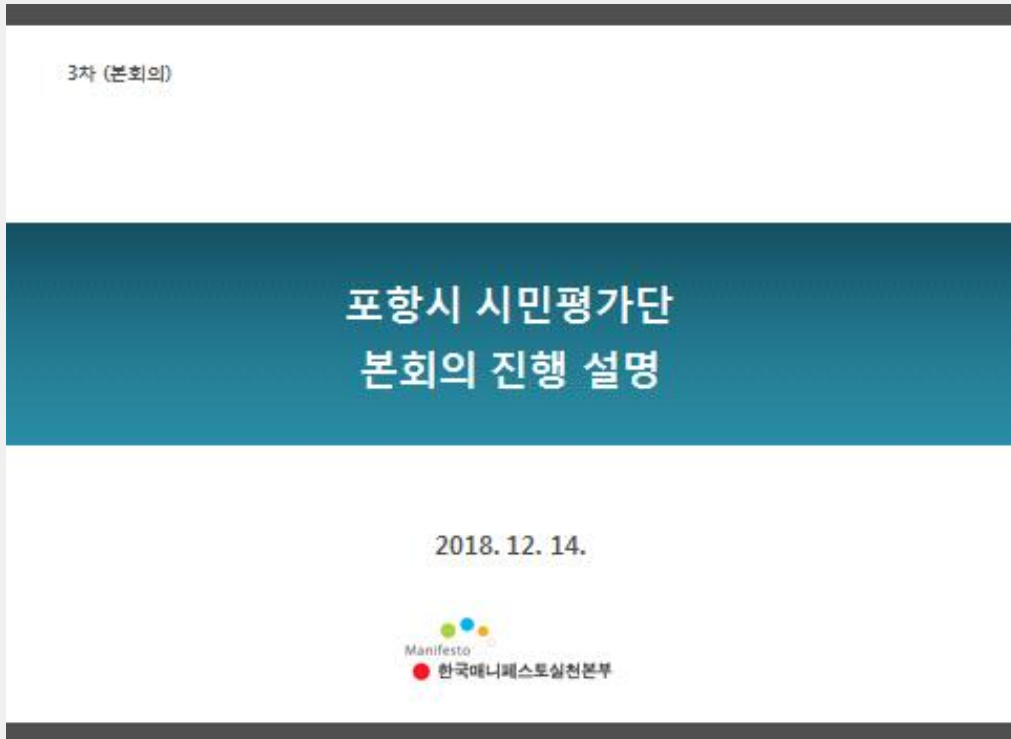 3차 (본회의)
포항시 시민평가단
본회의 진행 설명
2018. 12. 14.
Manifesto
한국매니페스토실천본부